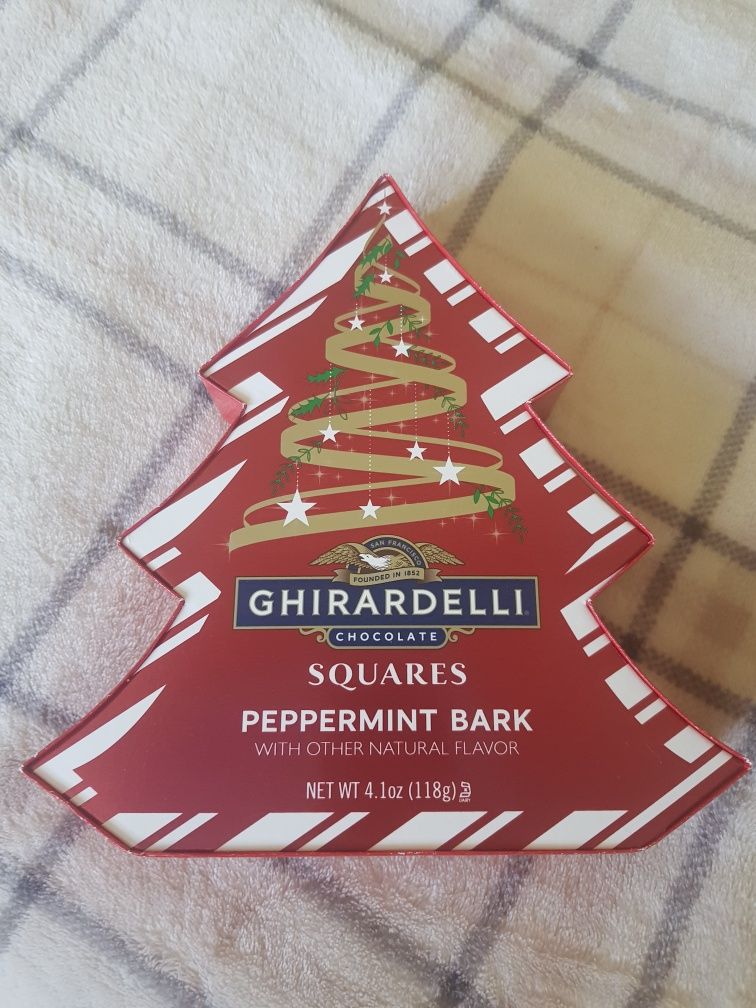 SAN FRANCISCO
FOUNDED IN 1852
GHIRARDELLI
CHOCOLATE
SQUARES
PEPPERMINT BARK
WITH OTHER NATURAL FLAVOR
NET WT 4.1oz (118g)
DAIRY